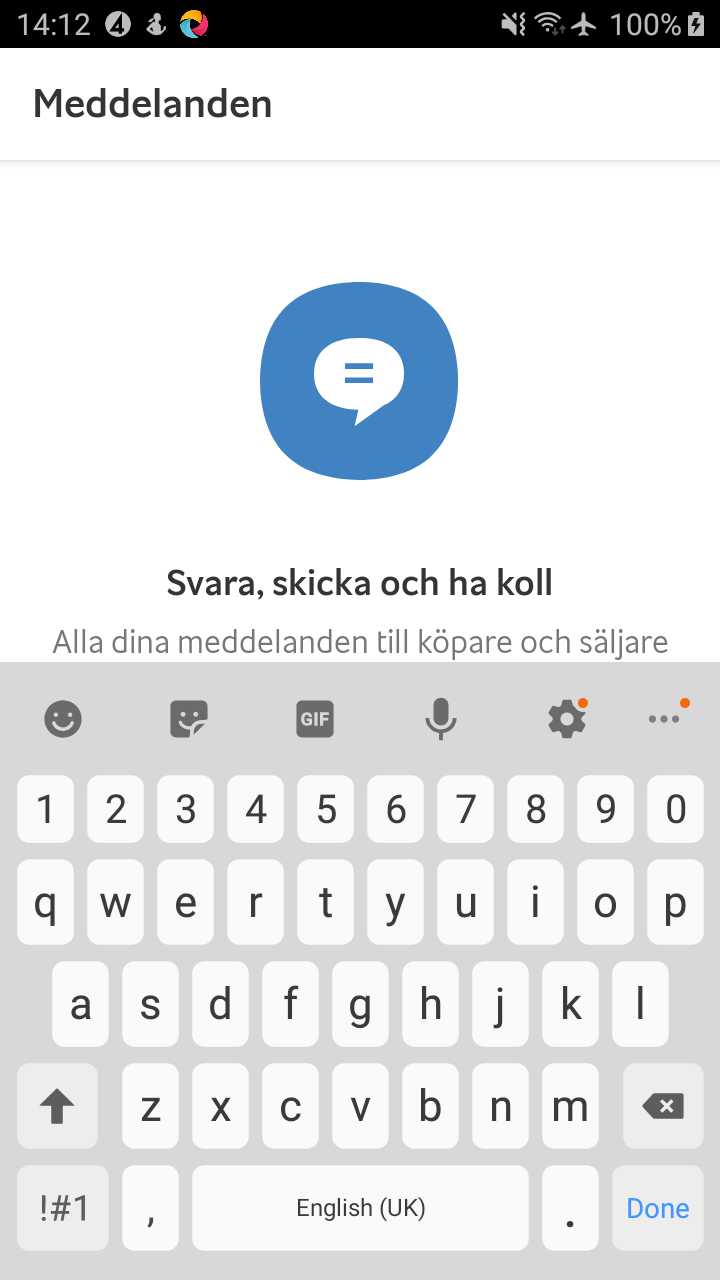 14:12 100%
Meddelanden
Svara, skicka och ha koll
Alla dina meddelanden till köpare och säljare
GIF
1 2 3 4 5 6 7 8 9 0
q w e r t y u i o p
a s d f g h j k l
z x c v b n m
!#1 , English (UK) . Done